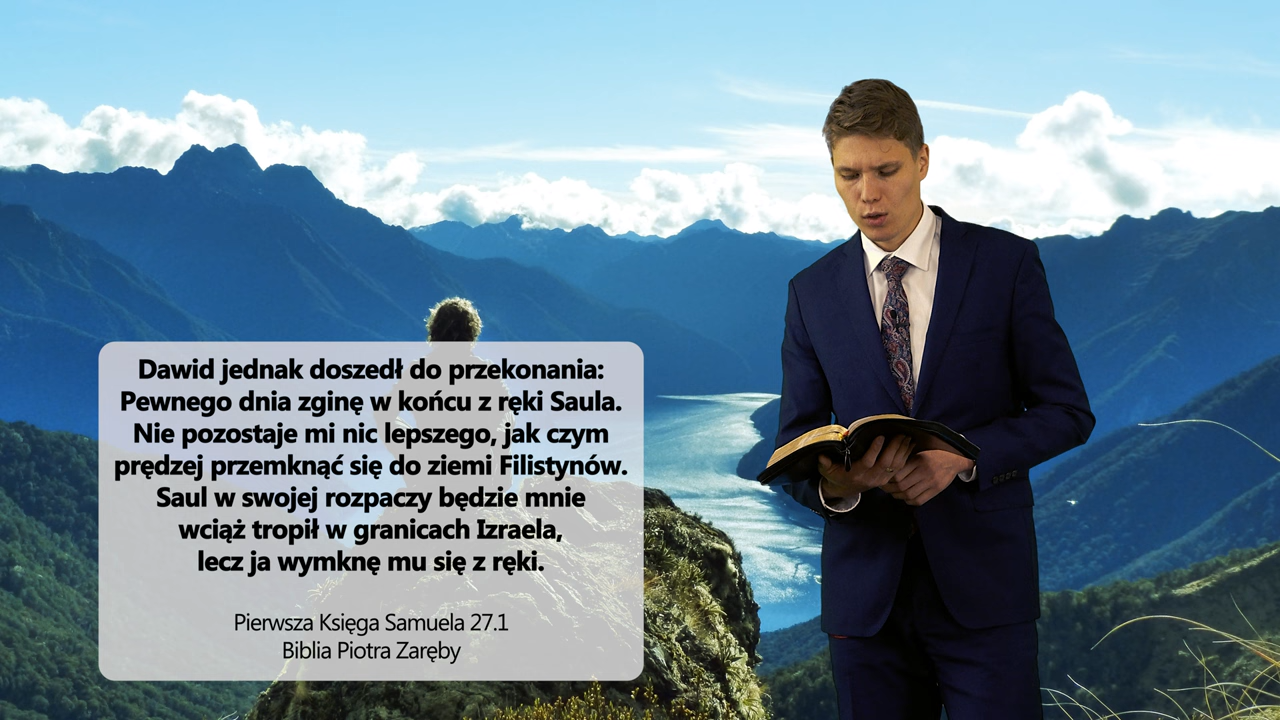 Dawid jednak doszedł do przekonania:
Pewnego dnia zginę w końcu z ręki Saula.
Nie pozostaje mi nic lepszego, jak czym
prędzej przemknąć się do ziemi Filistynów.
Saul w swojej rozpaczy będzie mnie
wciąż tropił w granicach Izraela,
lecz ja wymknę mu się z ręki.
Pierwsza Księga Samuela 27.1
Biblia Piotra Zaręby